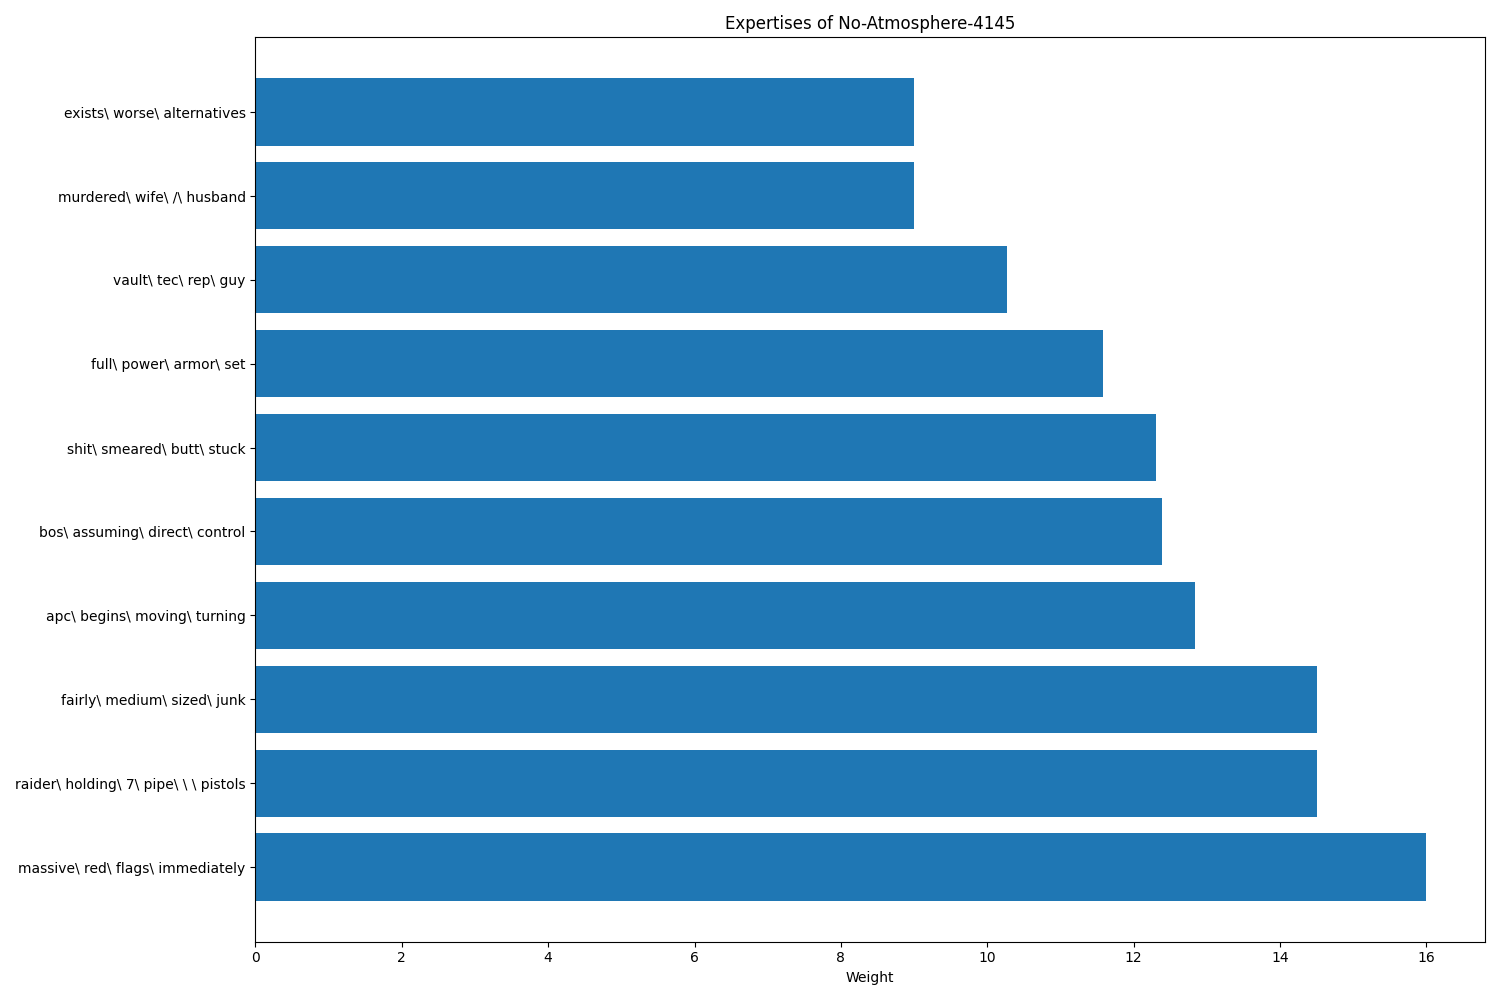 Expertises of No-Atmosphere-4145
exists\ worse\ alternatives
murdered\ wife\ /\ husband
vault\ tec\ rep\ guy
full\ power\ armor\ set
shit\ smeared\ butt\ stuck
bos\ assuming\ direct\ control
apc\ begins\ moving\ turning
fairly\ medium\ sized\ junk
raider\ holding\ 7\ pipe\ \ \ pistols
massive\ red\ flags\ immediately
0 2 4 6 8 10 12 14 16
Weight